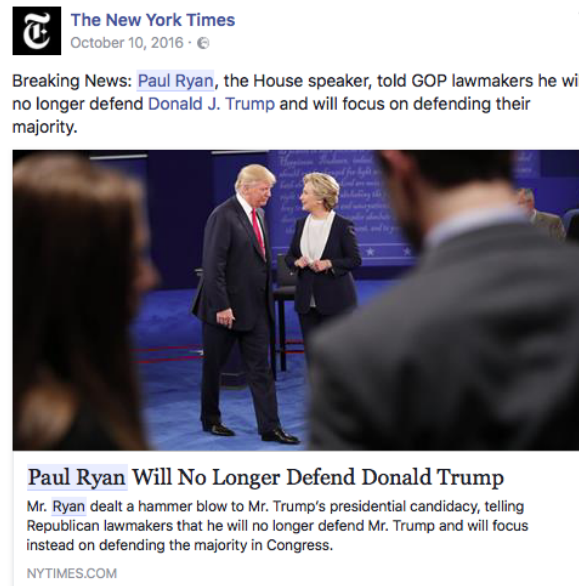 The New York Times
October 10, 2016 ·
Breaking News: Paul Ryan, the House speaker, told GOP lawmakers he wi
no longer defend Donald J. Trump and will focus on defending their
majority.
Paul Ryan Will No Longer Defend Donald Trump
Mr. Ryan dealt a hammer blow to Mr. Trump's presidential candidacy, telling
Republican lawmakers that he will no longer defend Mr. Trump and will focus
instead on defending the majority in Congress.
NYTIMES.COM